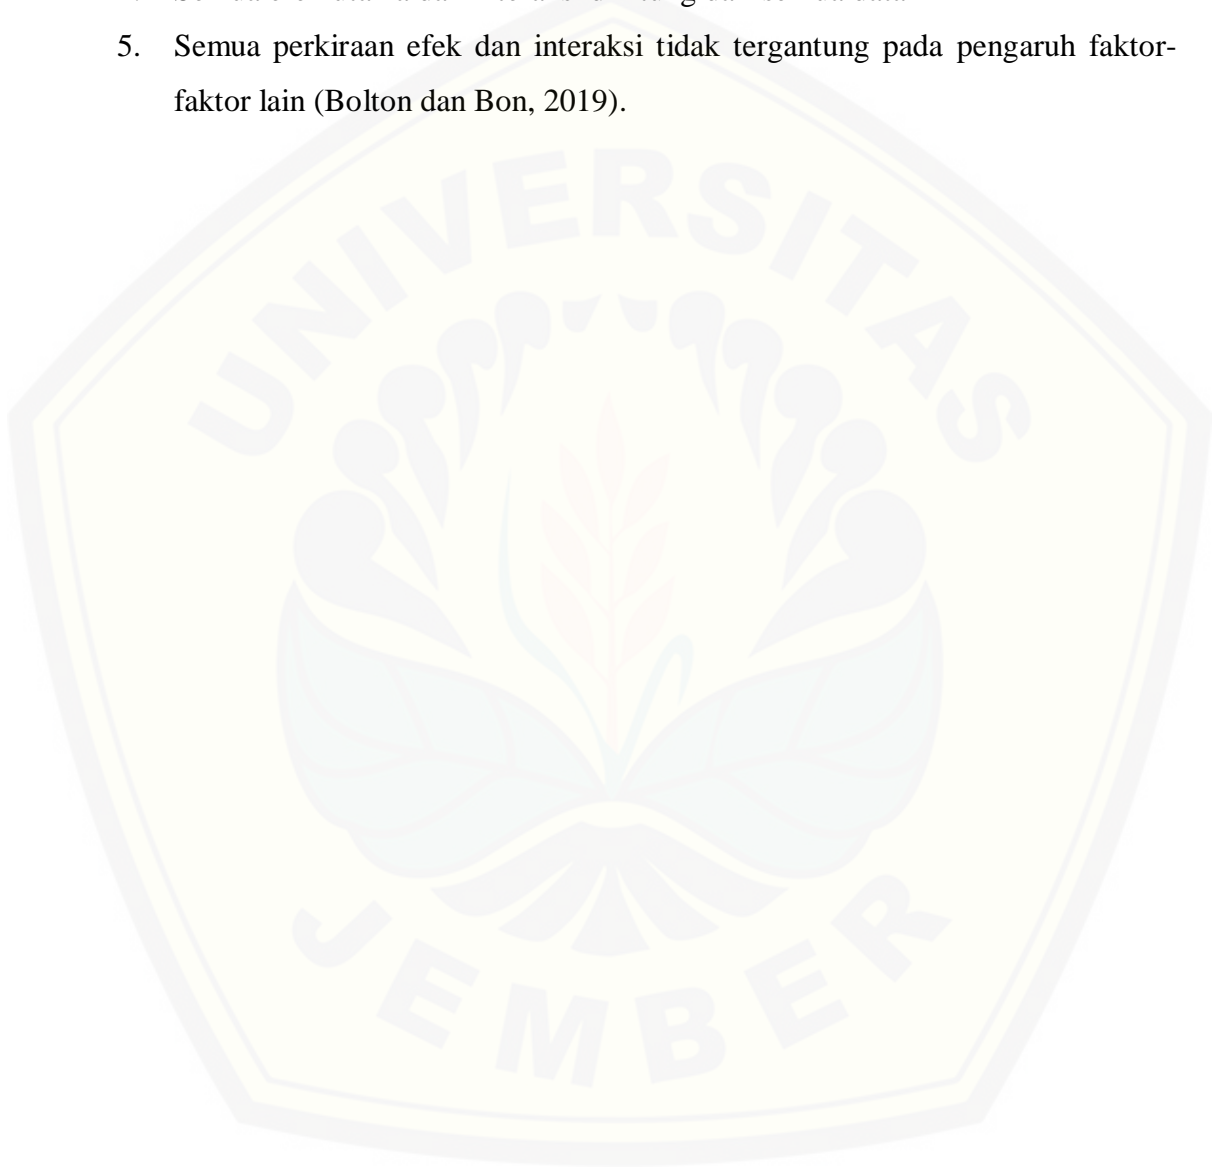 5. Semua perkiraan efek dan interaksi tidak tergantung pada pengaruh faktor-
faktor lain (Bolton dan Bon, 2019).
UNIVERSITAS
JEMBER